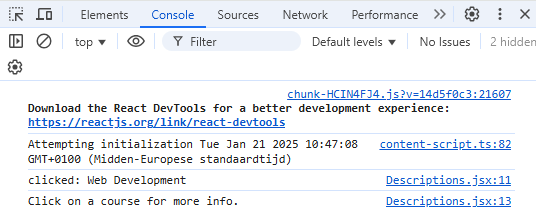 Elements Console Sources Network Performance
top Filter Default levels No Issues 2 hidden
chunk-HCIN4FJ4.js?v=14d5f0c3:21607
Download the React DevTools for a better development experience:
https://reactjs.org/link/react-devtools
Attempting initialization Tue Jan 21 2025 10:47:08 content-script.ts:82
GMT+0100 (Midden-Europese standaardtijd)
clicked: Web Development Descriptions.jsx:11
Click on a course for more info. Descriptions.jsx:13